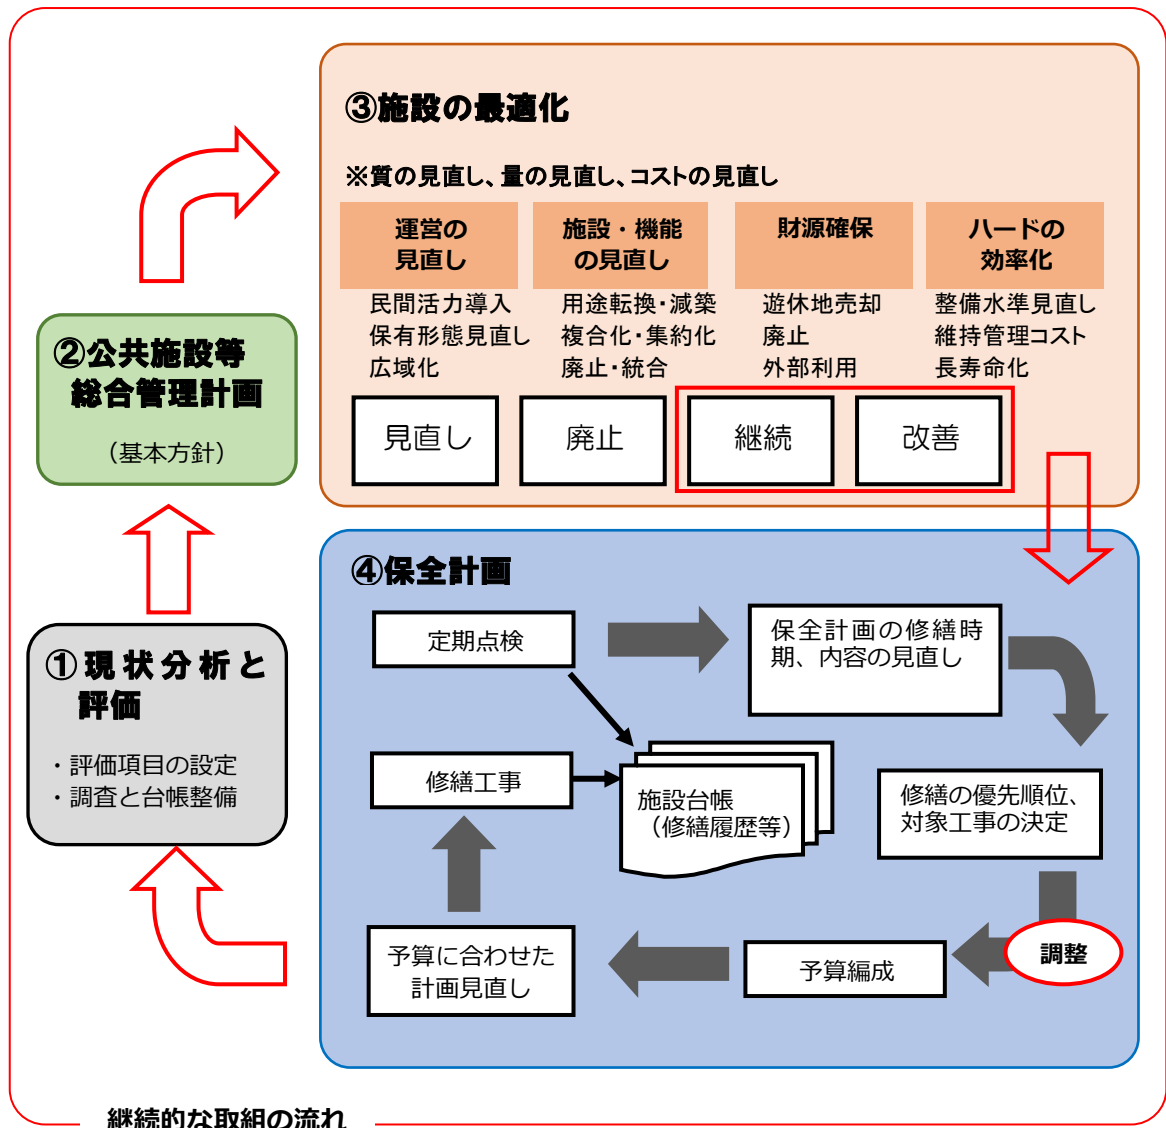 ③施設の最適化
※質の見直し、量の見直し、コストの見直し
運営の
見直し
民間活力導入
保有形態見直し
広域化
施設・機能
の見直し
用途転換・減築
複合化・集約化
廃止・統合
財源確保
遊休地売却
廃止
外部利用
ハードの
効率化
整備水準見直し
維持管理コスト
長寿命化
見直し
廃止
継続
改善
②公共施設等
総合管理計画
（基本方針）
①現状分析と
評価
・評価項目の設定
・調査と台帳整備
④保全計画
定期点検
保全計画の修繕時
期、内容の見直し
修繕工事
施設台帳
（修繕履歴等）
修繕の優先順位、
対象工事の決定
調整
予算編成
予算に合わせた
計画見直し
継続的な取組の流れ